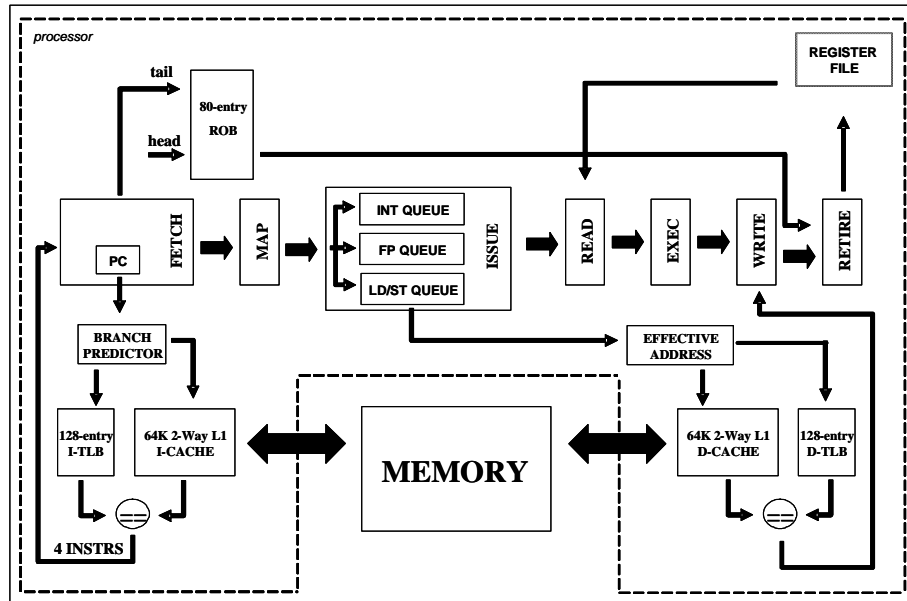 processor
REGISTER
FILE
tail
80-entry
ROB
head
FETCH
PC
MAP
INT QUEUE
FP QUEUE
LD/ST QUEUE
ISSUE
READ
EXEC
WRITE
RETIRE
BRANCH
PREDICTOR
EFFECTIVE
ADDRESS
128-entry
I-TLB
64K 2-Way L1
I-CACHE
MEMORY
64K 2-Way L1
D-CACHE
128-entry
D-TLB
==
==
4 INSTRS